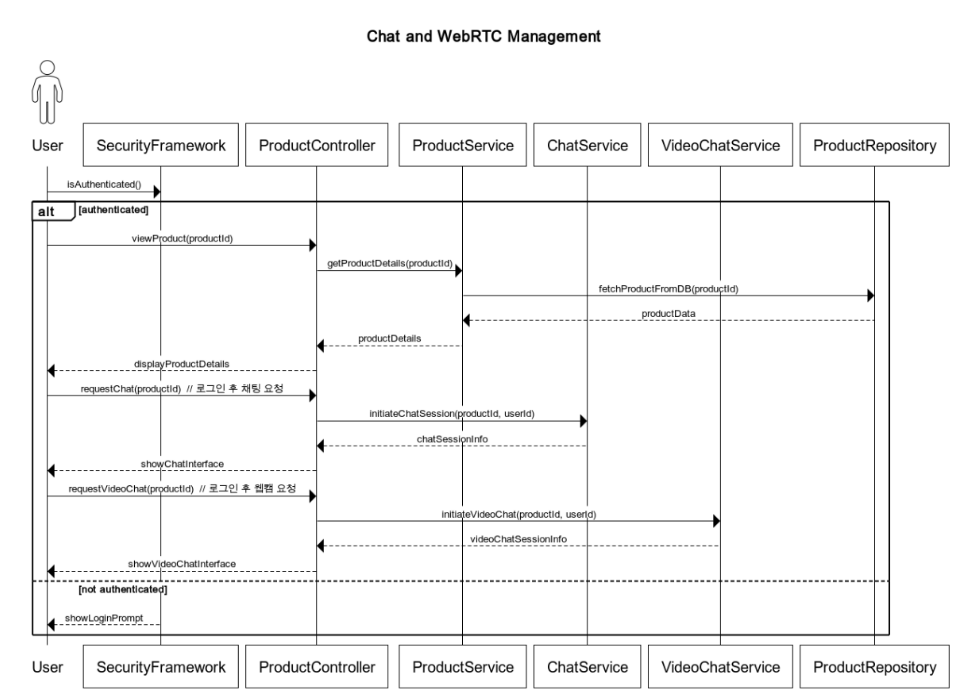 Chat and WebRTC Management
User SecurityFramework ProductController ProductService ChatService VideoChatService ProductRepository
isAuthenticated()
alt [authenticated]
viewProduct(productId)
getProductDetails(productId)
fetchProductFromDB(productId)
productData
productDetails
displayProductDetails
requestChat(productId) // 로그인 후 채팅 요청
initiateChatSession(productId, userId)
chatSessionInfo
showChatInterface
requestVideoChat(productId) // 로그인 후 웹캠 요청
initiateVideoChat(productId, userId)
videoChatSessionInfo
showVideoChatInterface
[not authenticated]
showLoginPrompt
User SecurityFramework ProductController ProductService ChatService VideoChatService ProductRepository